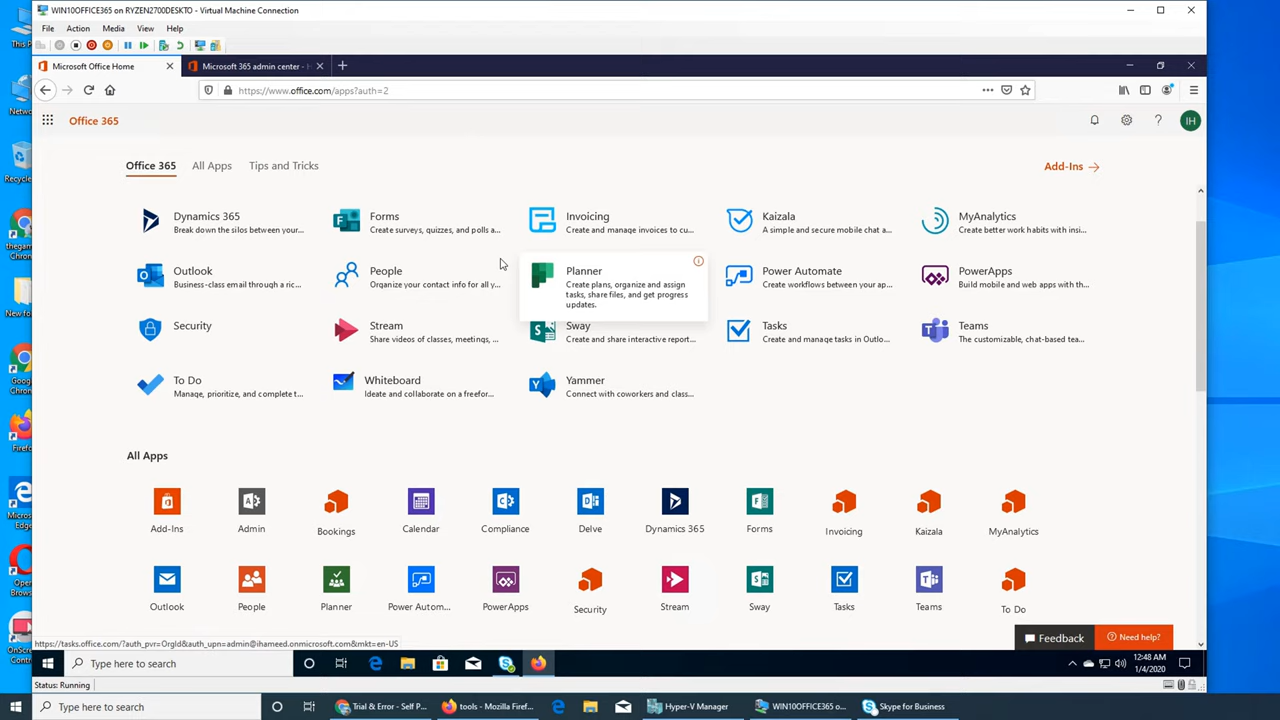 WIN10OFFICE365 on RYZEN2700DESKTO - Virtual Machine Connection
File Action Media View Help
Microsoft Office Home
Microsoft 365 admin center -
https://www.office.com/apps?auth=2
Office 365
IH
Office 365 All Apps Tips and Tricks
Add-Ins
Dynamics 365
Break down the silos between your...
Forms
Create surveys, quizzes, and polls a...
Invoicing
Create and manage invoices to cu...
Kaizala
A simple and secure mobile chat a...
MyAnalytics
Create better work habits with insi...
Outlook
Business-class email through a ric...
People
Organize your contact info for all y...
Planner
Create plans, organize and assign
tasks, share files, and get progress
updates.
Power Automate
Create workflows between your ap...
PowerApps
Build mobile and web apps with th...
Security
Stream
Share videos of classes, meetings, ...
Sway
Create and share interactive report...
Tasks
Create and manage tasks in Outlo...
Teams
The customizable, chat-based tea...
To Do
Manage, prioritize, and complete t...
Whiteboard
Ideate and collaborate on a freefor...
Yammer
Connect with coworkers and class...
All Apps
Add-Ins Admin Bookings Calendar Compliance Delve Dynamics 365 Forms Invoicing Kaizala MyAnalytics
Outlook People Planner Power Autom... PowerApps Security Stream Sway Tasks Teams To Do
https://tasks.office.com/?auth_pvr=OrgId&auth_upn=admin@ihameed.onmicrosoft.com&mkt=en-US
Feedback
Need help?
Type here to search
12:48 AM
1/4/2020
Status: Running
Type here to search
Trial & Error - Self P...
tools - Mozilla Firef...
Hyper-V Manager
WIN10OFFICE365 o...
Skype for Business